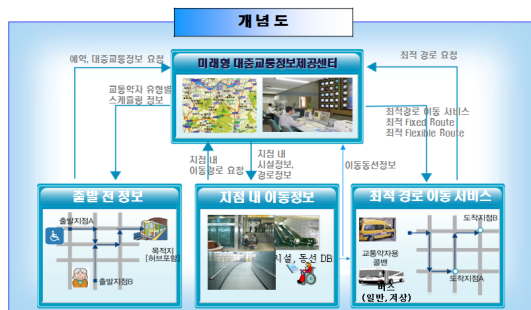 개 념 도
미래형 대중교통정보제공센터
예약, 대중교통정보 요청
최적 경로 요청
교통약자 유형별
스케쥴링 정보
지점 내
이동경로 요청
지점 내
시설정보,
경로정보
최적경로 이동 서비스
최적 Fixed Route
최적 Flexible Route
이동동선정보
출발 전 정보
출발지점A
목적지
[허브포함]
출발지점B
지점 내 이동정보
시설, 동선 DB
최적 경로 이동 서비스
도착지점B
교통약자용
콜밴
버스
(일반, 저상)
도착지점A